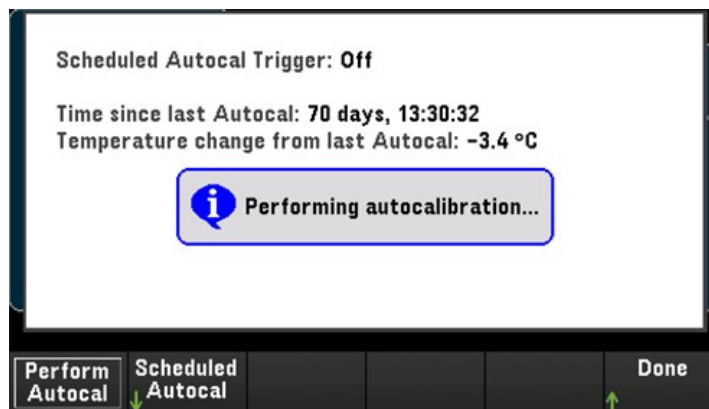 Scheduled Autocal Trigger: Off
Time since last Autocal: 70 days, 13:30:32
Temperature change from last Autocal: -3.4 °C
Performing autocalibration...
Perform
Autocal
Scheduled
Autocal
Done